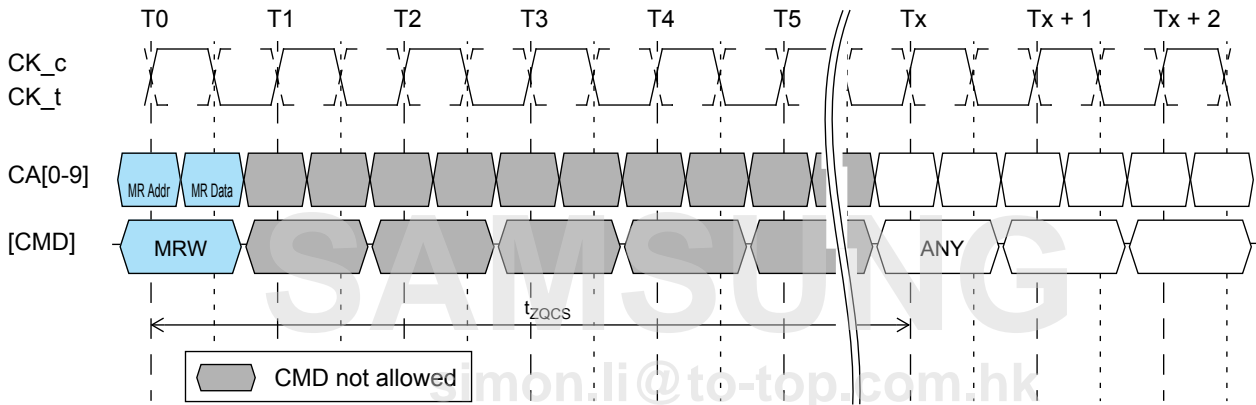 T0 T1 T2 T3 T4 T5 Tx Tx + 1 Tx + 2
CK_c
CK_t
CA[0-9] MR Addr MR Data
[CMD] MRW ANY
SAMSUNG
tZQCS
CMD not allowed
simon.li@to-top.com.hk